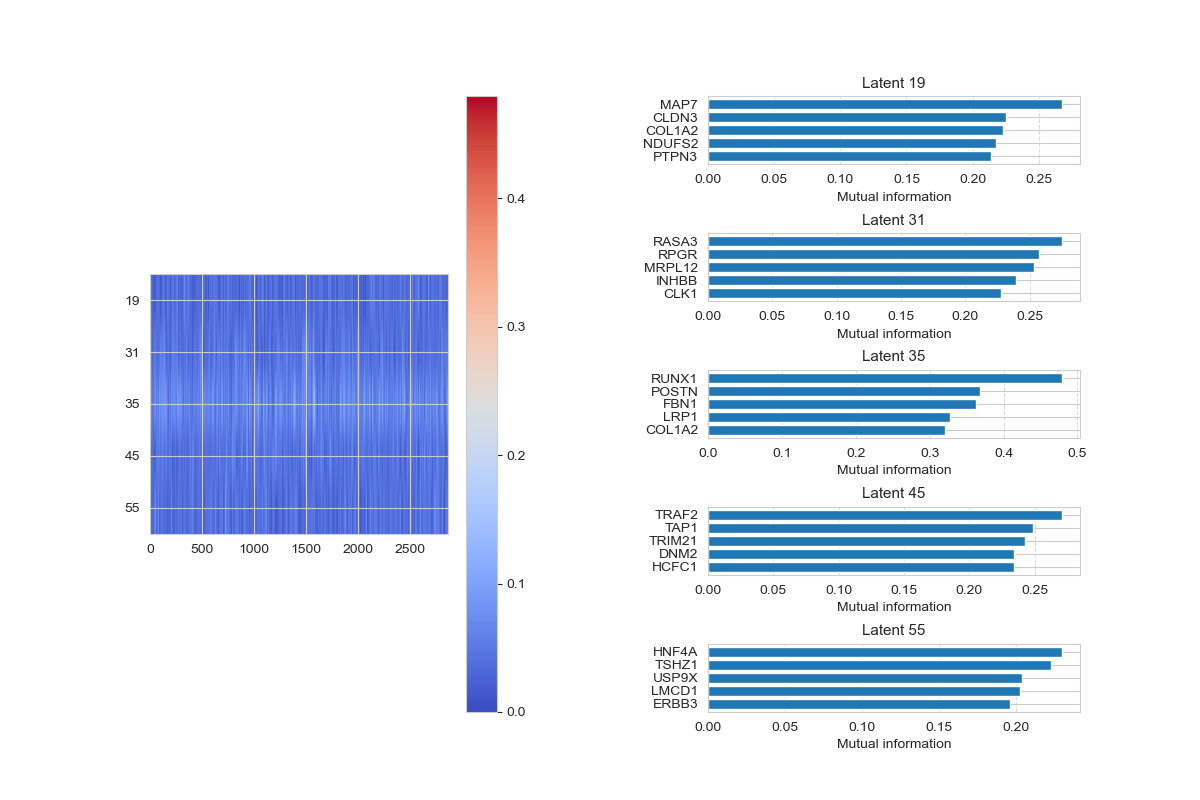 19
31
35
45
55
0 500 1000 1500 2000 2500
0.4
0.3
0.2
0.1
0.0
Latent 19
MAP7
CLDN3
COL1A2
NDUFS2
PTPN3
0.00 0.05 0.10 0.15 0.20 0.25
Mutual information
Latent 31
RASA3
RPGR
MRPL12
INHBB
CLK1
0.00 0.05 0.10 0.15 0.20 0.25
Mutual information
Latent 35
RUNX1
POSTN
FBN1
LRP1
COL1A2
0.0 0.1 0.2 0.3 0.4 0.5
Mutual information
Latent 45
TRAF2
TAP1
TRIM21
DNM2
HCFC1
0.00 0.05 0.10 0.15 0.20 0.25
Mutual information
Latent 55
HNF4A
TSHZ1
USP9X
LMCD1
ERBB3
0.00 0.05 0.10 0.15 0.20
Mutual information